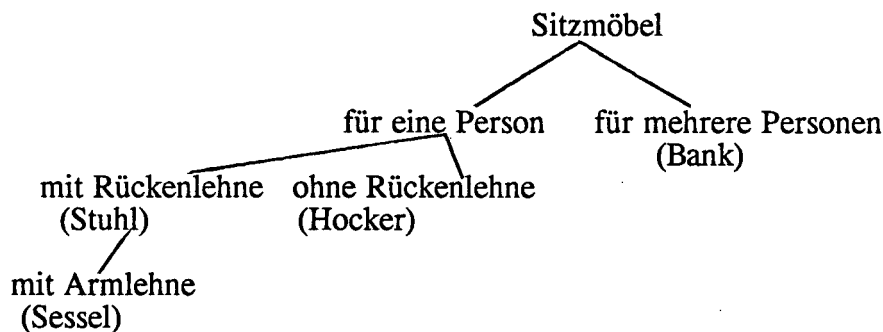 Sitzmöbel
für eine Person für mehrere Personen
(Bank)
mit Rückenlehne ohne Rückenlehne
(Stuhl) (Hocker)
mit Armlehne
(Sessel)